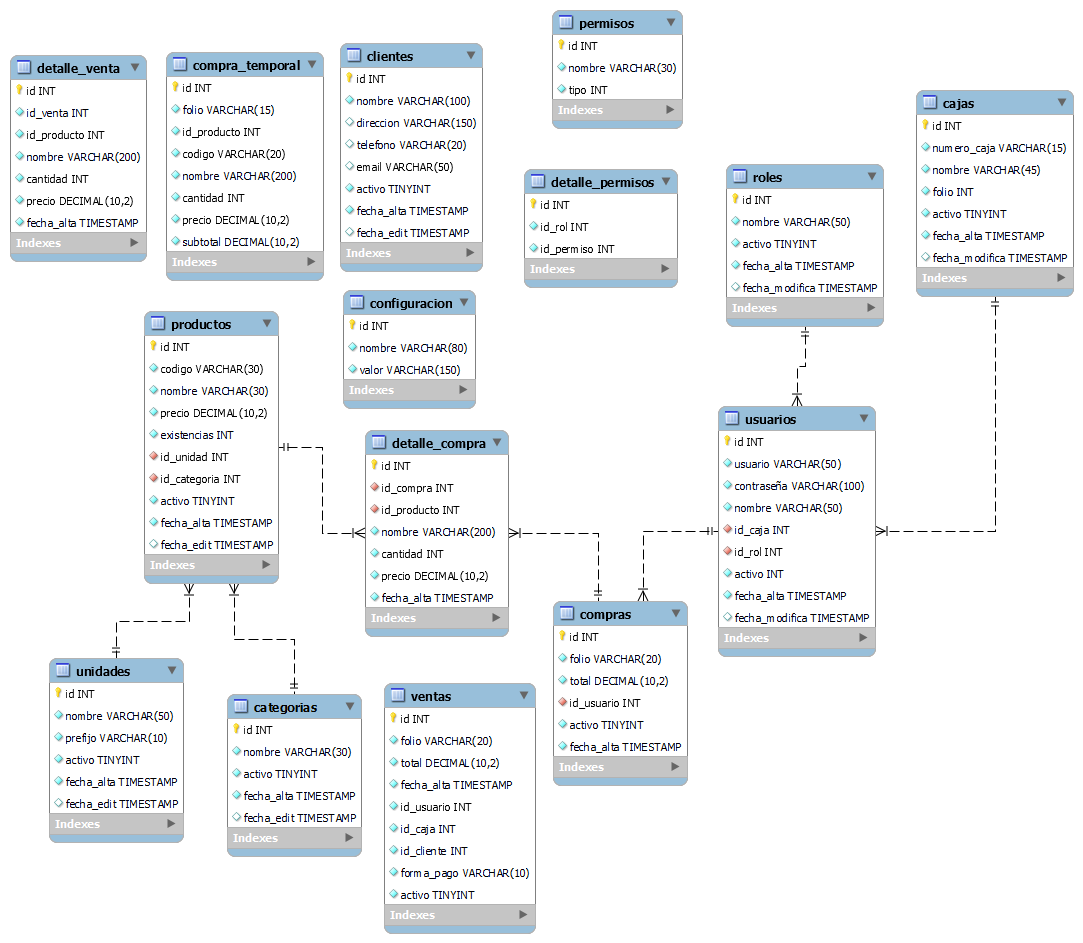 permisos
id INT
nombre VARCHAR(30)
tipo INT
Indexes
detalle_venta
id INT
id_venta INT
id_producto INT
nombre VARCHAR(200)
cantidad INT
precio DECIMAL(10,2)
fecha_alta TIMESTAMP
Indexes
compra_temporal
id INT
folio VARCHAR(15)
id_producto INT
codigo VARCHAR(20)
nombre VARCHAR(200)
cantidad INT
precio DECIMAL(10,2)
subtotal DECIMAL(10,2)
Indexes
clientes
id INT
nombre VARCHAR(100)
direccion VARCHAR(150)
telefono VARCHAR(20)
email VARCHAR(50)
activo TINYINT
fecha_alta TIMESTAMP
fecha_edit TIMESTAMP
Indexes
cajas
id INT
numero_caja VARCHAR(15)
nombre VARCHAR(45)
folio INT
activo TINYINT
fecha_alta TIMESTAMP
fecha_modifica TIMESTAMP
Indexes
detalle_permisos
id INT
id_rol INT
id_permiso INT
Indexes
roles
id INT
nombre VARCHAR(50)
activo TINYINT
fecha_alta TIMESTAMP
fecha_modifica TIMESTAMP
Indexes
configuracion
id INT
nombre VARCHAR(80)
valor VARCHAR(150)
Indexes
productos
id INT
codigo VARCHAR(30)
nombre VARCHAR(30)
precio DECIMAL(10,2)
existencias INT
id_unidad INT
id_categoria INT
activo TINYINT
fecha_alta TIMESTAMP
fecha_edit TIMESTAMP
Indexes
detalle_compra
id INT
id_compra INT
id_producto INT
nombre VARCHAR(200)
cantidad INT
precio DECIMAL(10,2)
fecha_alta TIMESTAMP
Indexes
usuarios
id INT
usuario VARCHAR(50)
contraseña VARCHAR(100)
nombre VARCHAR(50)
id_caja INT
id_rol INT
activo INT
fecha_alta TIMESTAMP
fecha_modifica TIMESTAMP
Indexes
compras
id INT
folio VARCHAR(20)
total DECIMAL(10,2)
id_usuario INT
activo TINYINT
fecha_alta TIMESTAMP
Indexes
unidades
id INT
nombre VARCHAR(50)
prefijo VARCHAR(10)
activo TINYINT
fecha_alta TIMESTAMP
fecha_edit TIMESTAMP
Indexes
categorias
id INT
nombre VARCHAR(30)
activo TINYINT
fecha_alta TIMESTAMP
fecha_edit TIMESTAMP
Indexes
ventas
id INT
folio VARCHAR(20)
total DECIMAL(10,2)
fecha_alta TIMESTAMP
id_usuario INT
id_caja INT
id_cliente INT
forma_pago VARCHAR(10)
activo TINYINT
Indexes